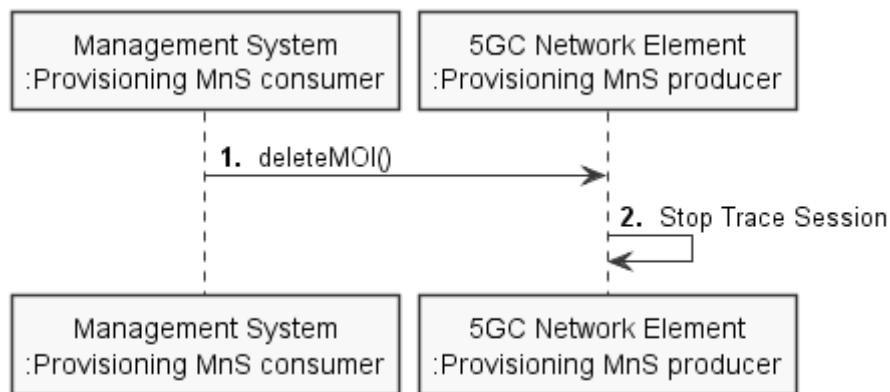 Management System
:Provisioning MnS consumer
5GC Network Element
:Provisioning MnS producer
1. deleteMOI()
2. Stop Trace Session
Management System
:Provisioning MnS consumer
5GC Network Element
:Provisioning MnS producer